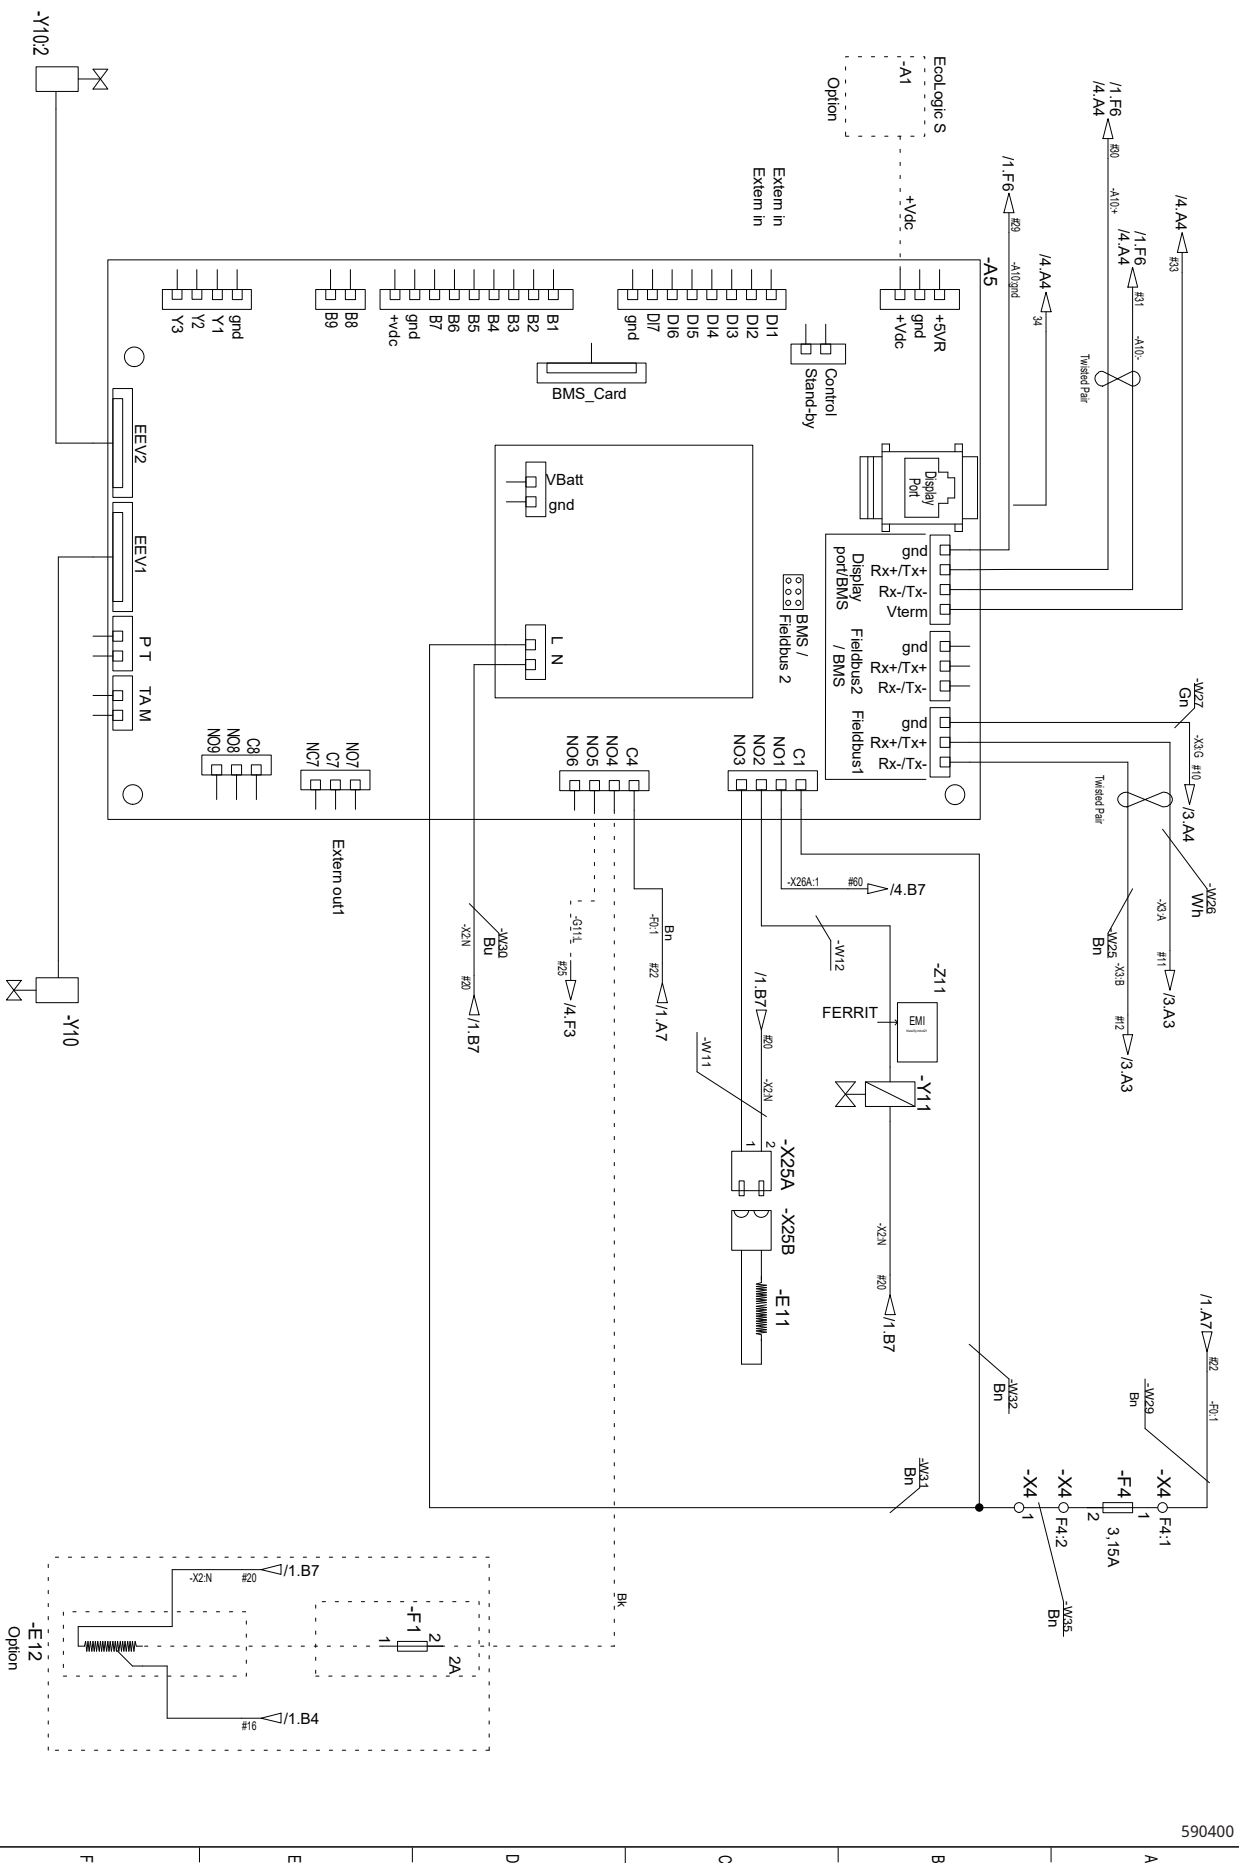 -Y10:2
EcoLogic S
-A1
Option
+Vdc
Extern in
Extern in
/1.F6
/4.A4
#30
-A10:+
/1.F6
/4.A4
#31
-A10:-
/4.A4
#33
/1.F6
#29
-A10:gnd
/4.A4
34
Twisted Pair
-A5
+5VR
gnd
+Vdc
Control
Stand-by
DI1
DI2
DI3
DI4
DI5
DI6
DI7
gnd
BMS_Card
B1
B2
B3
B4
B5
B6
B7
gnd
+vdc
B8
B9
gnd
Y1
Y2
Y3
EEV2
EEV1
P T
TA M
VBatt
gnd
L N
Display
Port
gnd
Rx+/Tx+
Rx-/Tx-
Vterm
Display
port/BMS
gnd
Rx+/Tx+
Rx-/Tx-
Fieldbus2
/ BMS
gnd
Rx+/Tx+
Rx-/Tx-
Fieldbus1
BMS /
Fieldbus 2
C1
NO1
NO2
NO3
C4
NO4
NO5
NO6
NO7
C7
NC7
C8
NO8
NO9
Extern out1
-Y10
-W27
Gn
-X3:G
#10
/3.A4
Twisted Pair
-W26
Wh
-X3:A
#11
/3.A3
-W25
Bn
-X3:B
#12
/3.A3
-X26A:1
#60
/4.B7
-W12
-Z11
FERRIT
EMI
-Y11
-X2:N
#20
/1.B7
Bn
-F0:1
#22
/1.A7
-G11:L
#25
/4.F3
-W30
Bu
-X2:N
#20
/1.B7
/1.B7
#20
-X2:N
-W11
-X25A
1
2
-X25B
-E11
-W32
Bn
-W31
Bn
/1.A7
#22
-F0:1
-W29
Bn
-X4
F4:1
-F4
1
2
3,15A
-X4
F4:2
-X4
1
-W35
Bn
Bk
/1.B7
#20
-X2:N
-F1
1
2
2A
/1.B4
#16
-E12
Option
590400
A
B
C
D
E
F